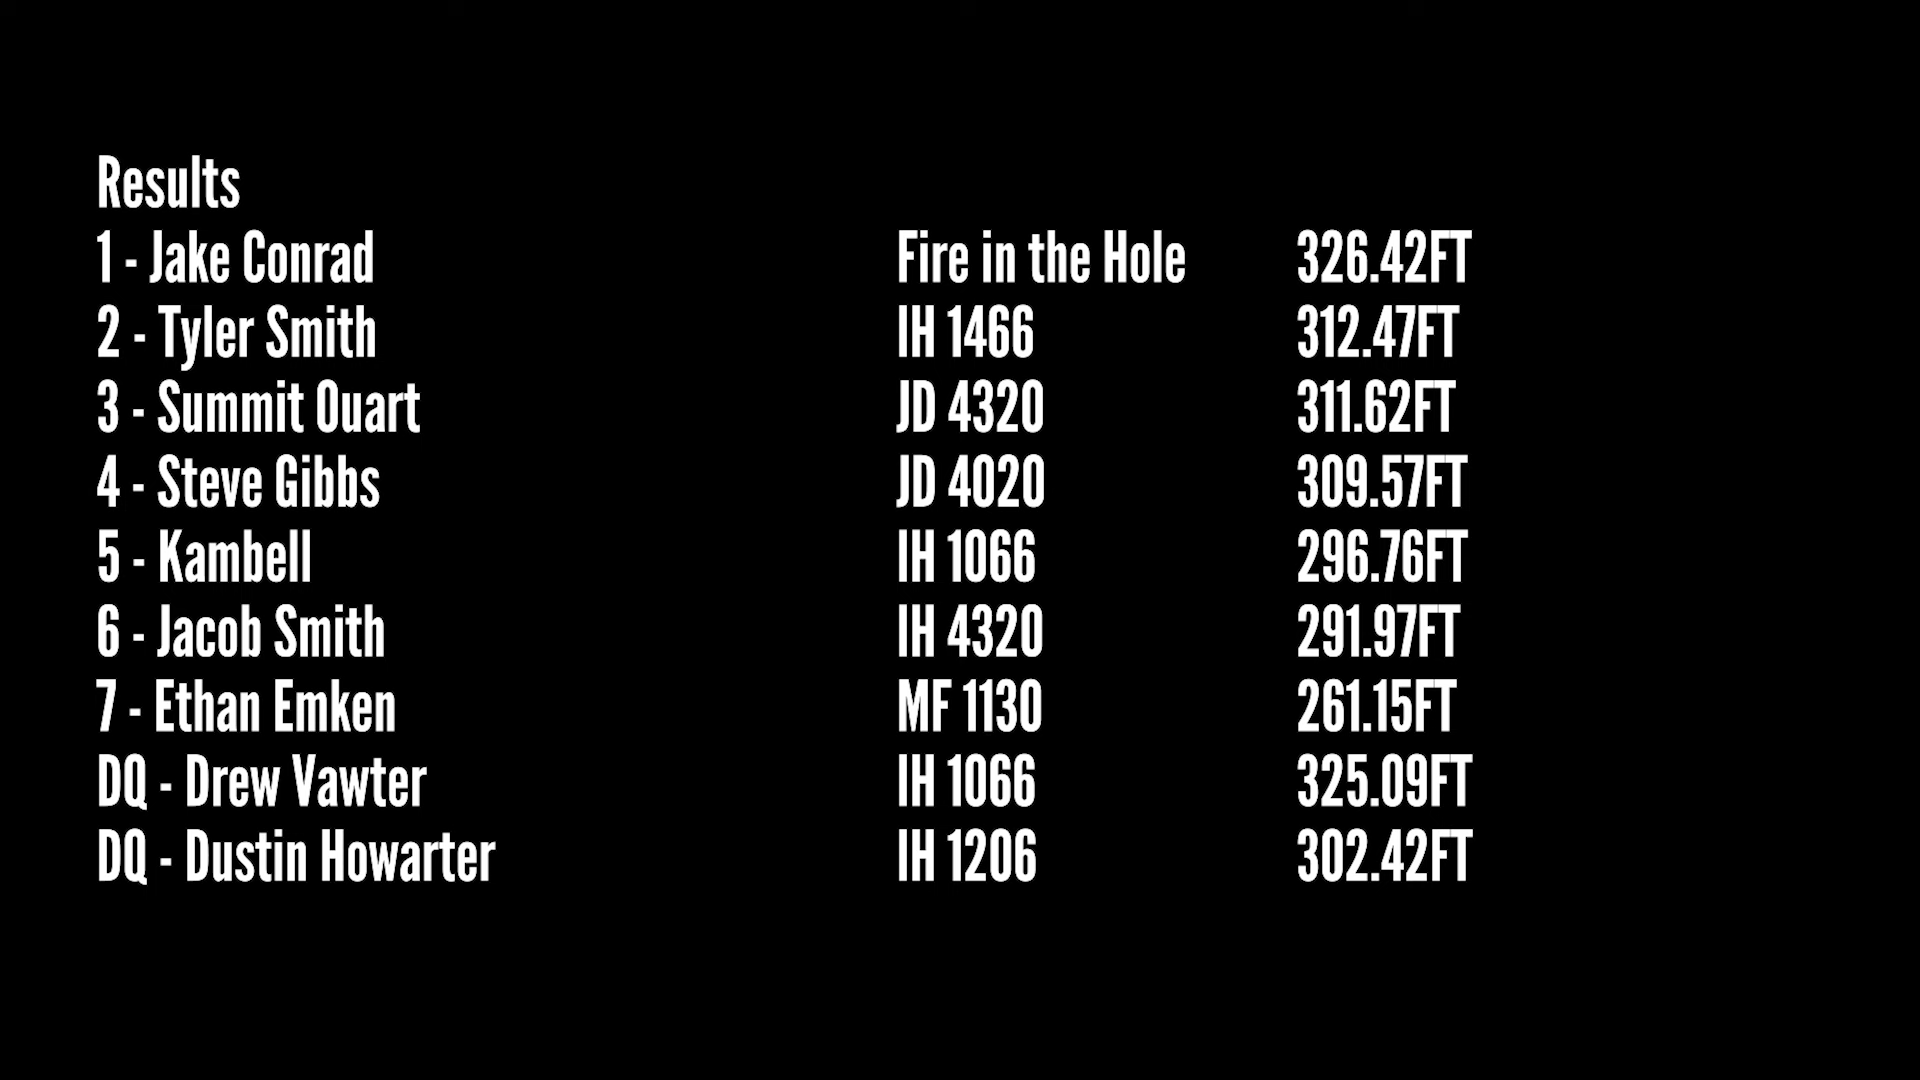 Results
1 - Jake Conrad Fire in the Hole 326.42FT
2 - Tyler Smith IH 1466 312.47FT
3 - Summit Ouart JD 4320 311.62FT
4 - Steve Gibbs JD 4020 309.57FT
5 - Kambell IH 1066 296.76FT
6 - Jacob Smith IH 4320 291.97FT
7 - Ethan Emken MF 1130 261.15FT
DQ - Drew Vawter IH 1066 325.09FT
DQ - Dustin Howarter IH 1206 302.42FT